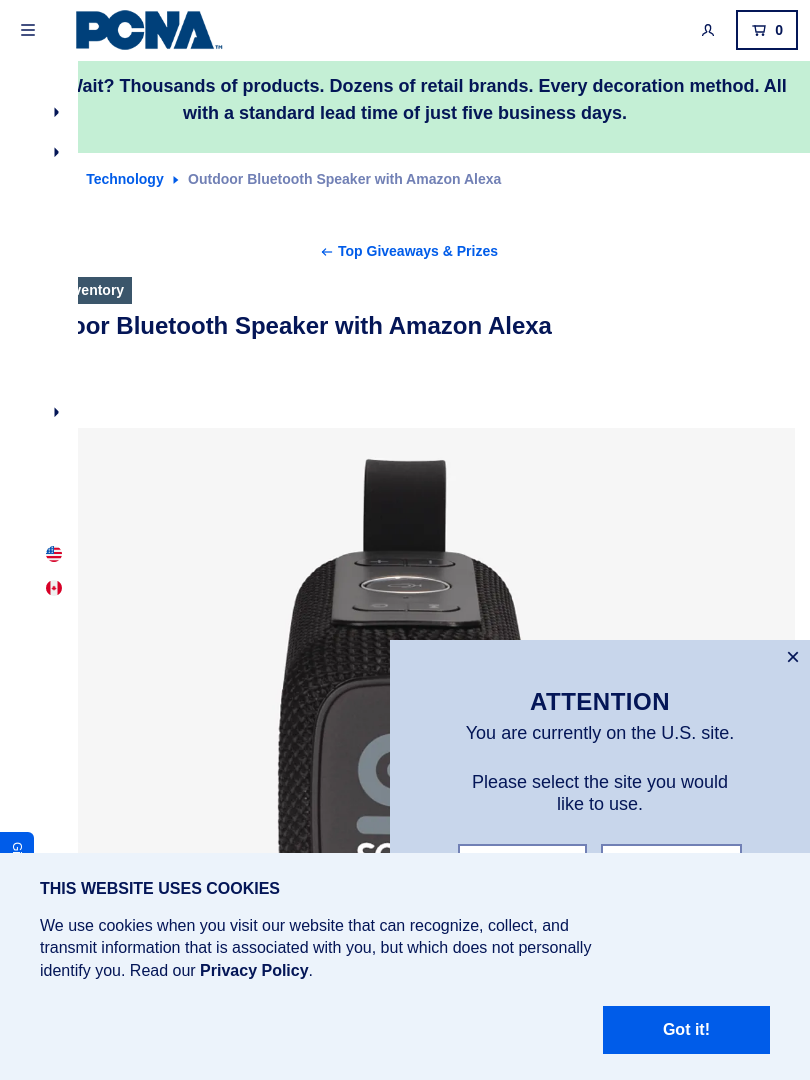 PCNA™
0
Wait? Thousands of products. Dozens of retail brands. Every decoration method. All
with a standard lead time of just five business days.
Technology
Outdoor Bluetooth Speaker with Amazon Alexa
Top Giveaways & Prizes
Bluetooth Speaker with Amazon Alexa
ATTENTION
You are currently on the U.S. site.
Please select the site you would
like to use.
THIS WEBSITE USES COOKIES
We use cookies when you visit our website that can recognize, collect, and
transmit information that is associated with you, but which does not personally
identify you. Read our Privacy Policy.
Got it!